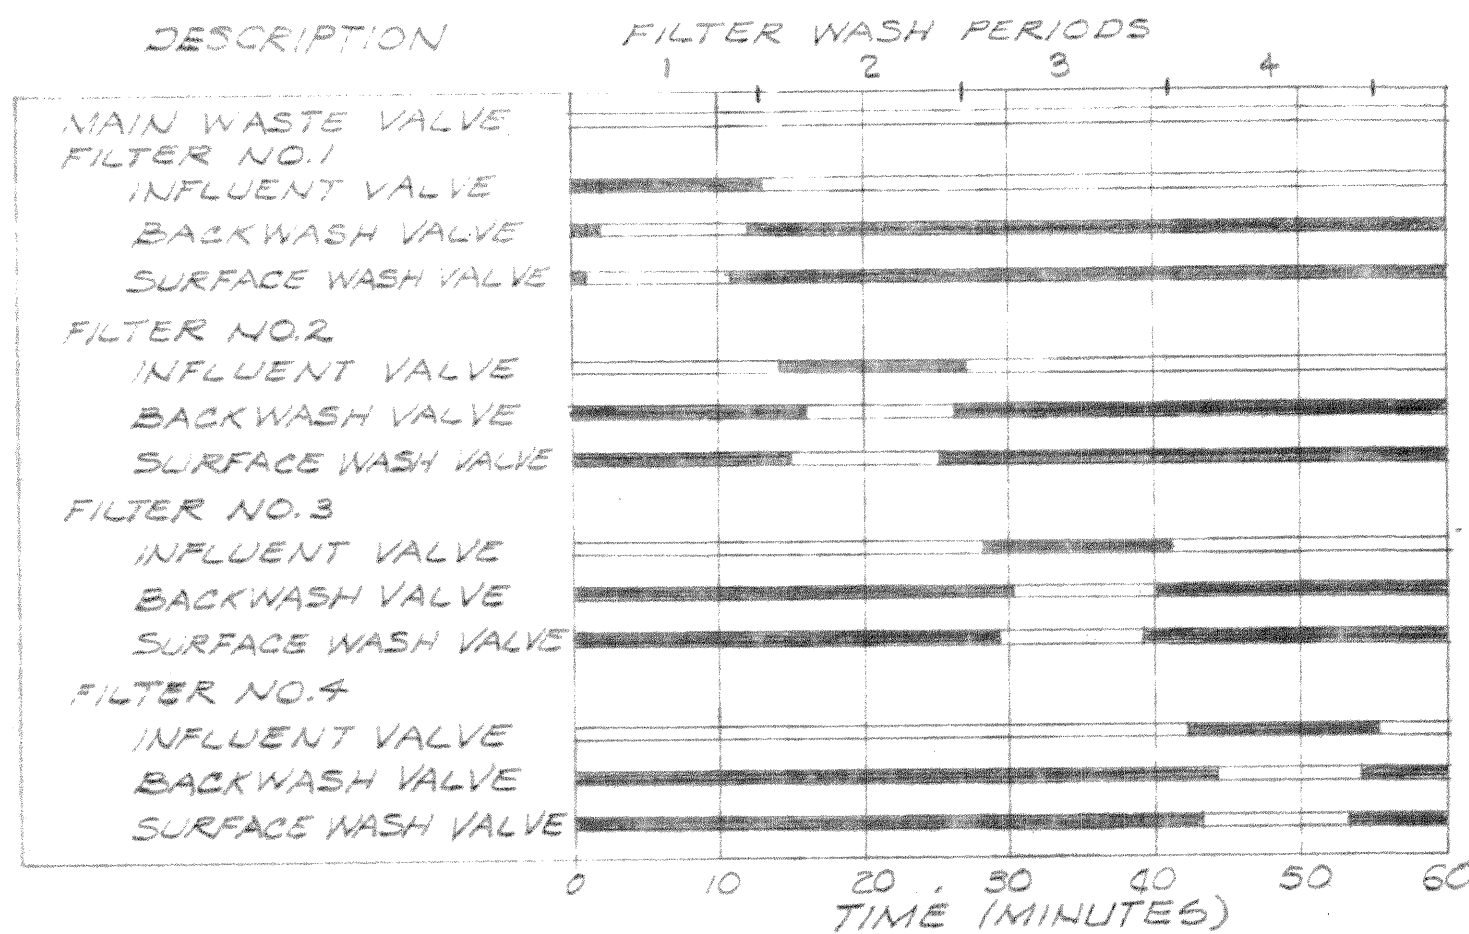 DESCRIPTION FILTER WASH PERIODS
1 2 3 4
MAIN WASTE VALVE
FILTER NO.1
INFLUENT VALVE
BACKWASH VALVE
SURFACE WASH VALVE
FILTER NO.2
INFLUENT VALVE
BACKWASH VALVE
SURFACE WASH VALVE
FILTER NO.3
INFLUENT VALVE
BACKWASH VALVE
SURFACE WASH VALVE
FILTER NO.4
INFLUENT VALVE
BACKWASH VALVE
SURFACE WASH VALVE
0 10 20 30 40 50 60
TIME (MINUTES)